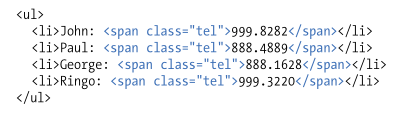 <ul>
<li>John: <span class="tel">999.8282</span></li>
<li>Paul: <span class="tel">888.4889</span></li>
<li>George: <span class="tel">888.1628</span></li>
<li>Ringo: <span class="tel">999.3220</span></li>
</ul>